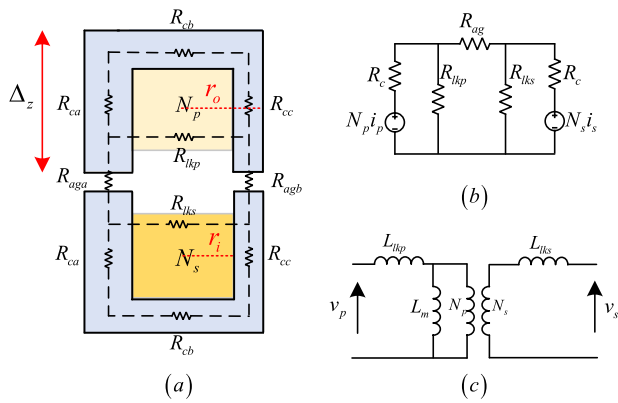 R_cb
Δ_z
R_ca
N_p
r_o
R_cc
R_lkp
R_aga
R_agb
R_lks
R_ca
N_s
r_i
R_cc
R_cb
(a)
R_ag
R_c
R_lkp
R_lks
R_c
N_p i_p
N_s i_s
(b)
L_lkp
L_lks
v_p
L_m
N_p
N_s
v_s
(c)